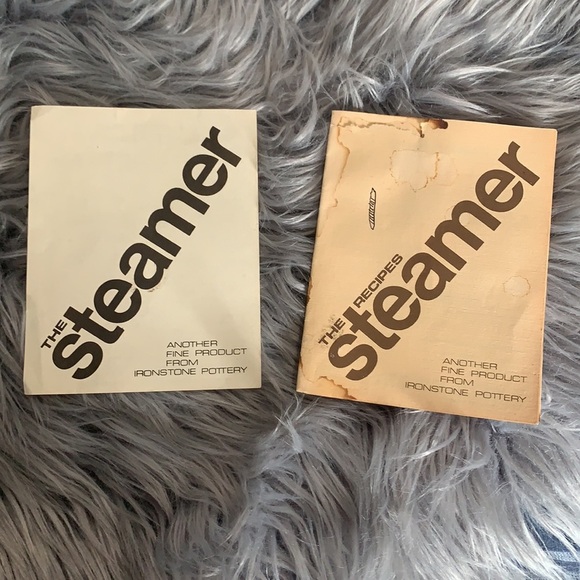 THE
steamer
ANOTHER
FINE PRODUCT
FROM
IRONSTONE POTTERY
THE RECIPES
steamer
ANOTHER
FINE PRODUCT
FROM
IRONSTONE POTTERY